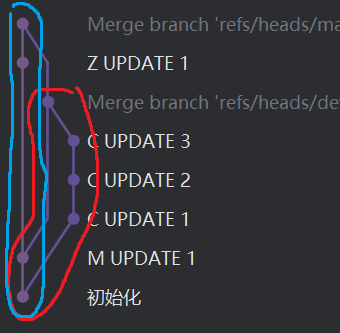 Merge branch 'refs/heads/ma
Z UPDATE 1
Merge branch 'refs/heads/de
C UPDATE 3
C UPDATE 2
C UPDATE 1
M UPDATE 1
初始化